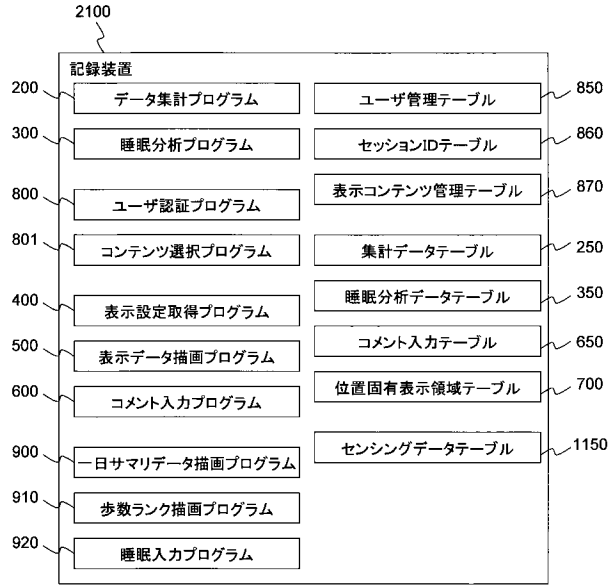 2100
記録装置
200 データ集計プログラム
300 睡眠分析プログラム
800 ユーザ認証プログラム
801 コンテンツ選択プログラム
400 表示設定取得プログラム
500 表示データ描画プログラム
600 コメント入力プログラム
900 一日サマリデータ描画プログラム
910 歩数ランク描画プログラム
920 睡眠入力プログラム
ユーザ管理テーブル 850
セッションIDテーブル 860
表示コンテンツ管理テーブル 870
集計データテーブル 250
睡眠分析データテーブル 350
コメント入力テーブル 650
位置固有表示領域テーブル 700
センシングデータテーブル 1150